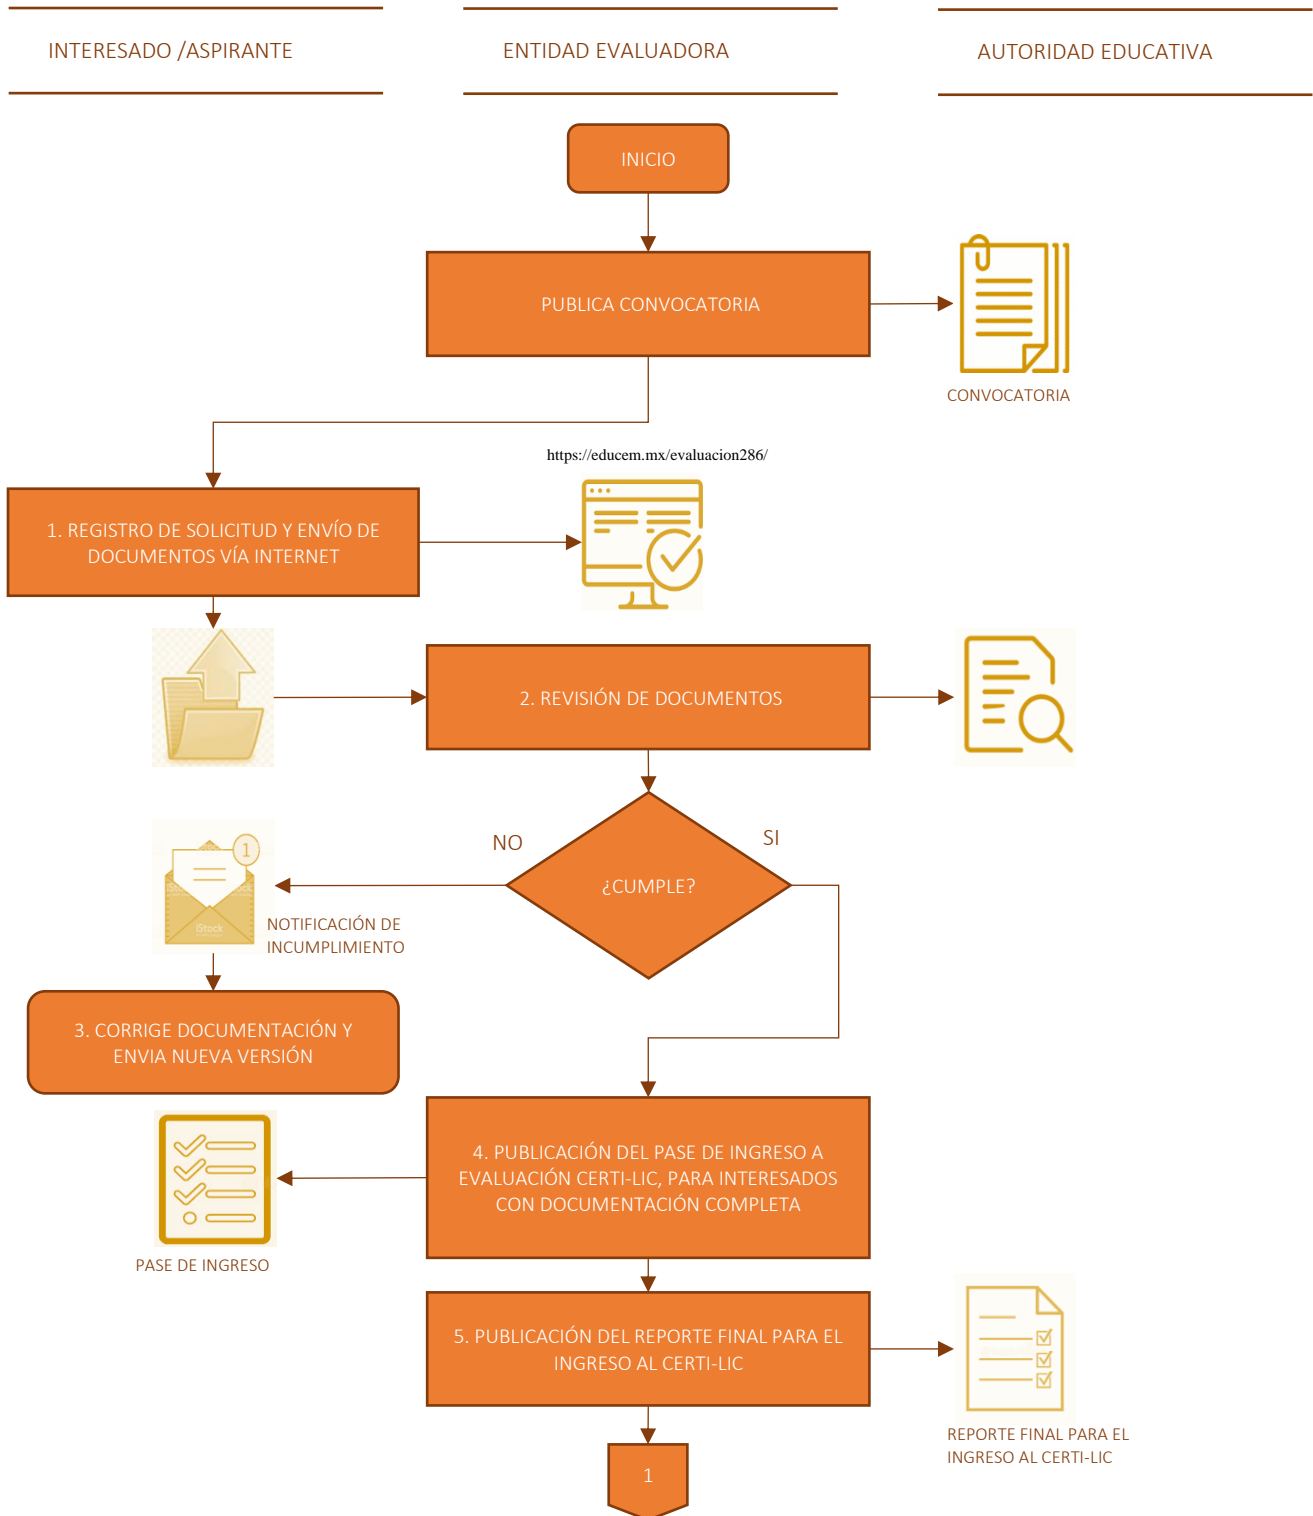 INTERESADO /ASPIRANTE
ENTIDAD EVALUADORA
AUTORIDAD EDUCATIVA
INICIO
PUBLICA CONVOCATORIA
CONVOCATORIA
https://educem.mx/evaluacion286/
1. REGISTRO DE SOLICITUD Y ENVÍO DE
DOCUMENTOS VÍA INTERNET
2. REVISIÓN DE DOCUMENTOS
NO
SI
¿CUMPLE?
1
iStock
NOTIFICACIÓN DE
INCUMPLIMIENTO
3. CORRIGE DOCUMENTACIÓN Y
ENVIA NUEVA VERSIÓN
4. PUBLICACIÓN DEL PASE DE INGRESO A
EVALUACIÓN CERTI-LIC, PARA INTERESADOS
CON DOCUMENTACIÓN COMPLETA
PASE DE INGRESO
5. PUBLICACIÓN DEL REPORTE FINAL PARA EL
INGRESO AL CERTI-LIC
REPORTE FINAL PARA EL
INGRESO AL CERTI-LIC
1